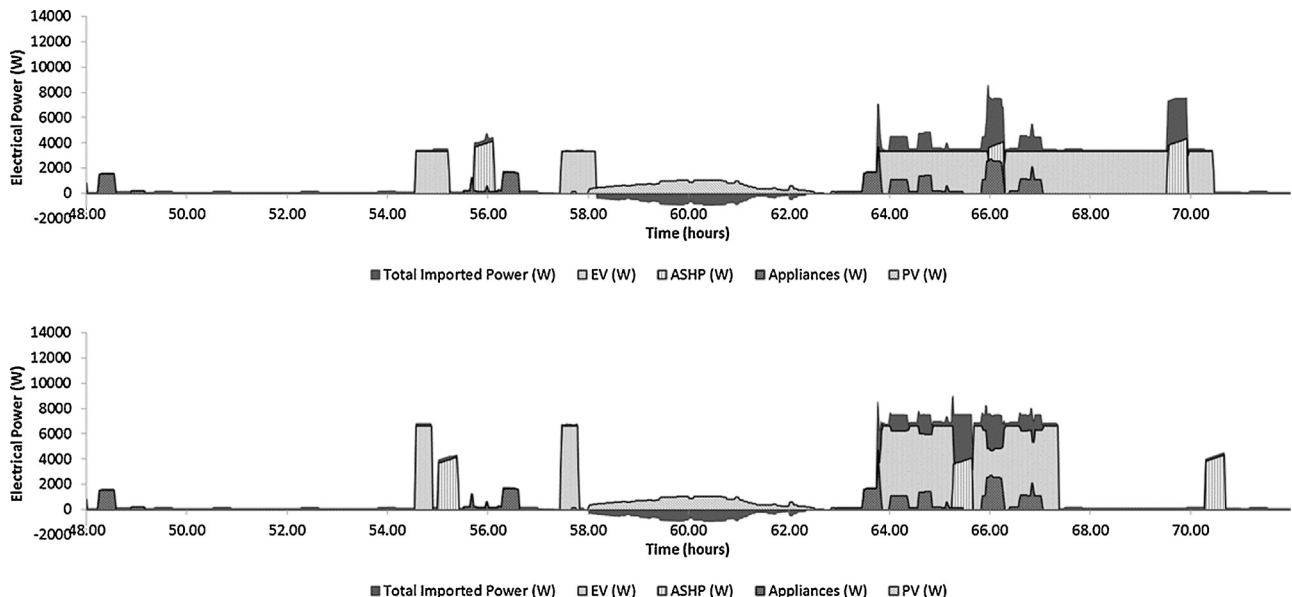 14000
12000
10000
8000
6000
4000
2000
0
-2000
Electrical Power (W)
48.00 50.00 52.00 54.00 56.00 58.00 60.00 62.00 64.00 66.00 68.00 70.00
Time (hours)
Total Imported Power (W) EV (W) ASHP (W) Appliances (W) PV (W)
14000
12000
10000
8000
6000
4000
2000
0
-2000
Electrical Power (W)
48.00 50.00 52.00 54.00 56.00 58.00 60.00 62.00 64.00 66.00 68.00 70.00
Time (hours)
Total Imported Power (W) EV (W) ASHP (W) Appliances (W) PV (W)